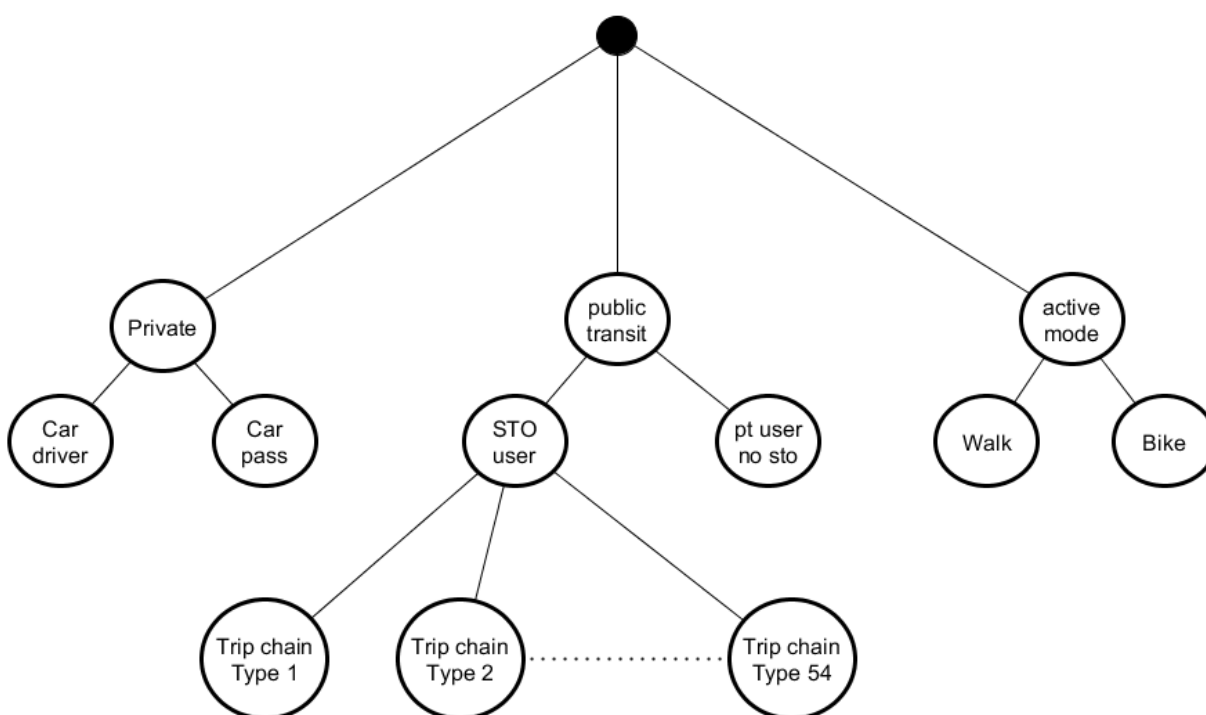 Private
public
transit
active
mode
Car
driver
Car
pass
STO
user
pt user
no sto
Walk
Bike
Trip chain
Type 1
Trip chain
Type 2
Trip chain
Type 54